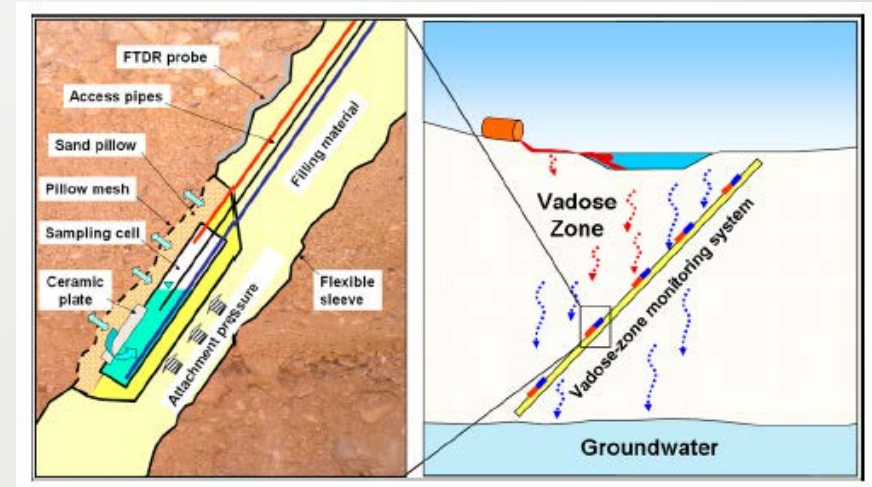 FTDR probe
Access pipes
Sand pillow
Pillow mesh
Sampling cell
Ceramic
plate
Filling material
Flexible
sleeve
Attachment pressure
Vadose
Zone
Vadose-zone monitoring system
Groundwater